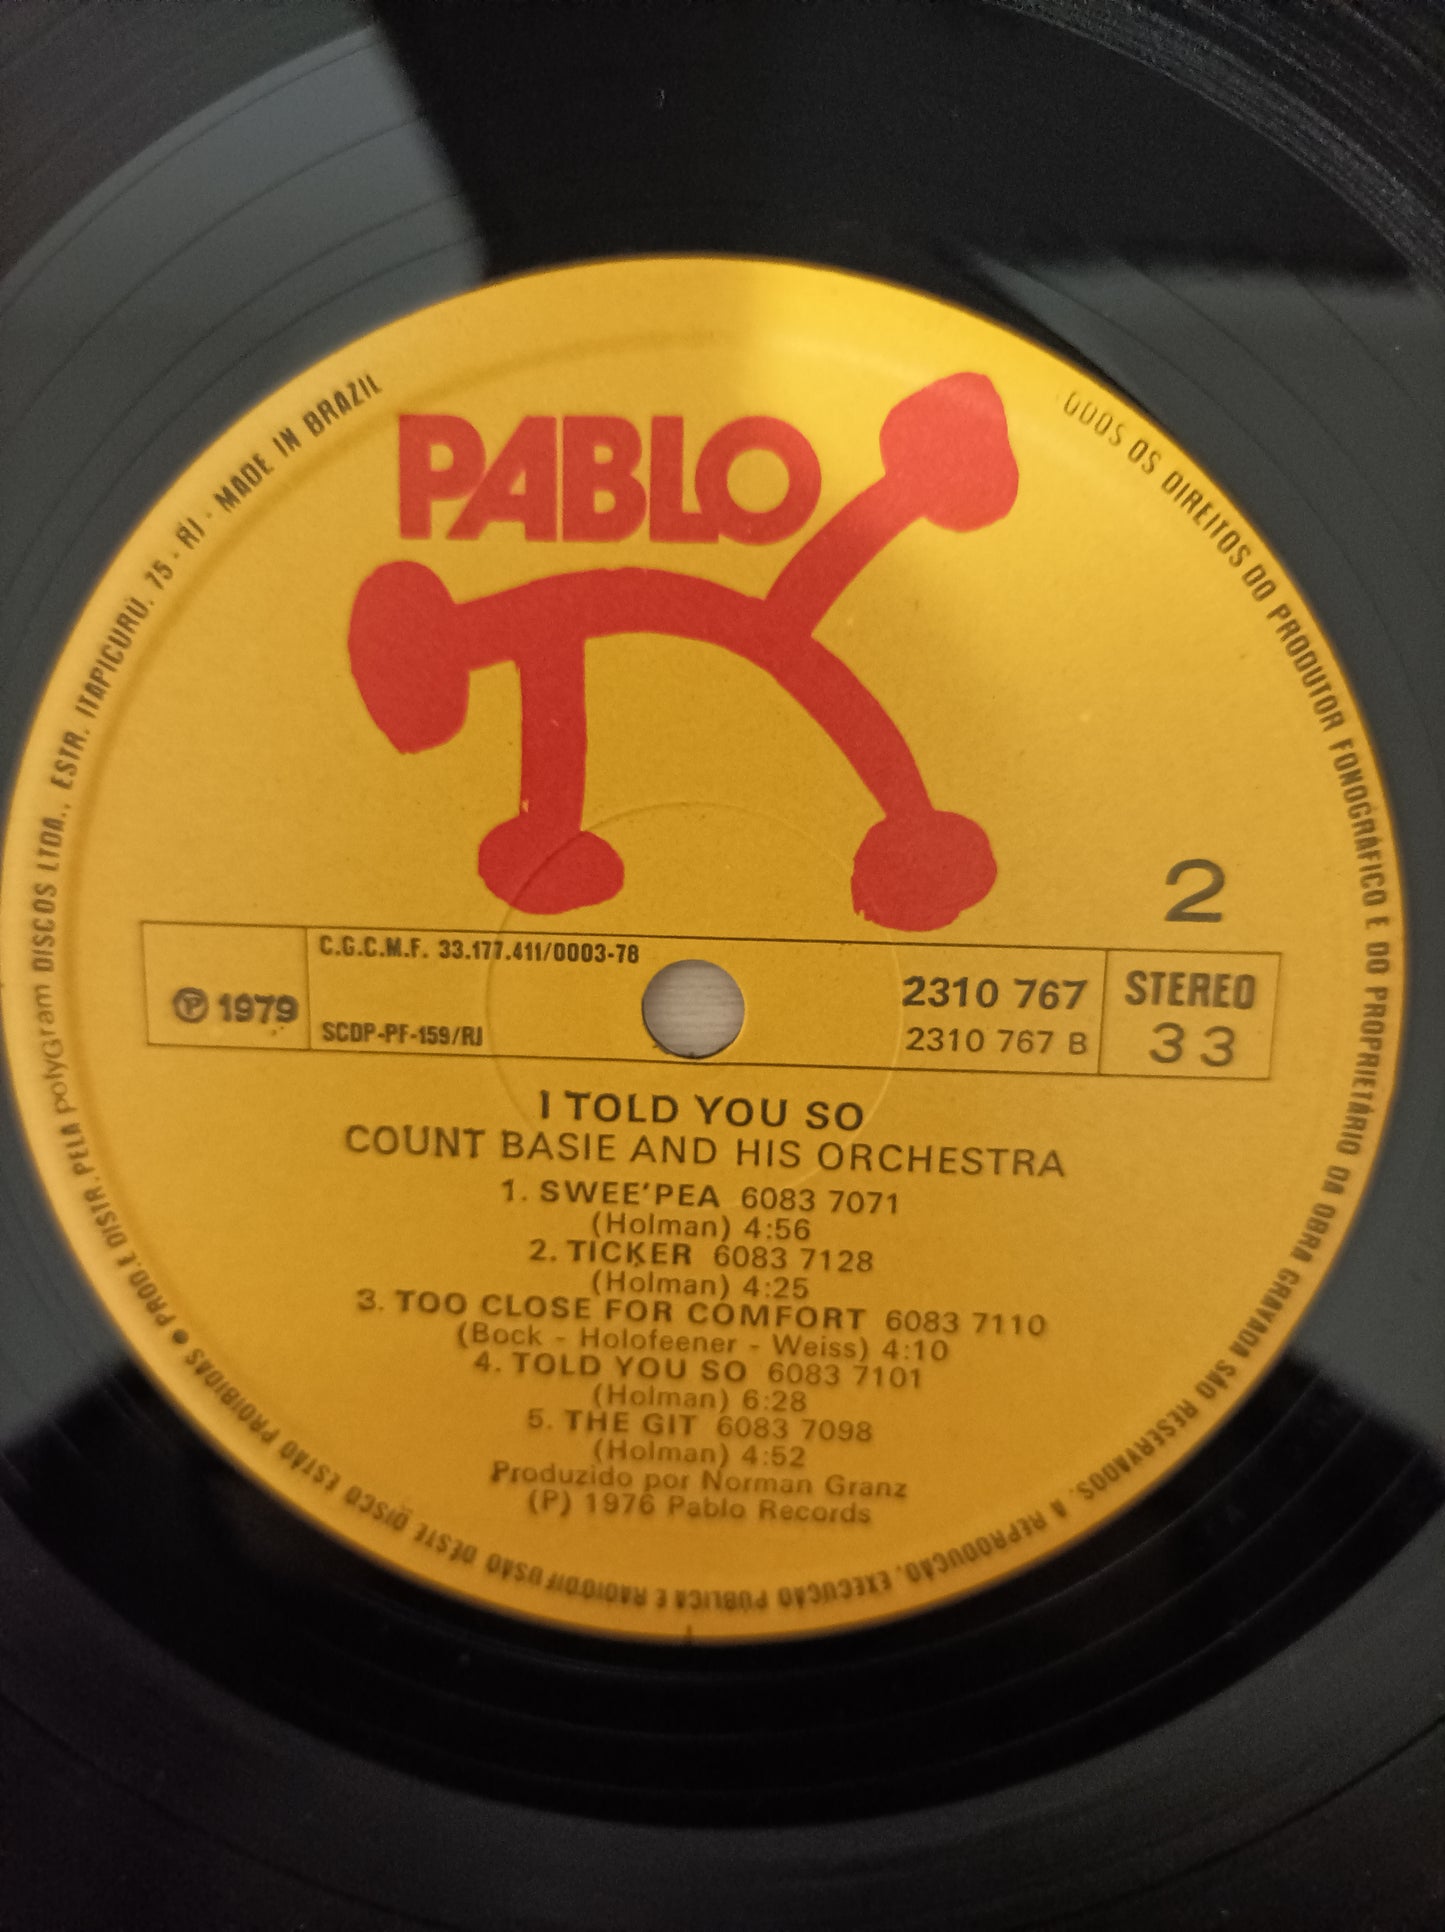 PABLO
2
℗ 1979
C.G.C.M.F. 33.177.411/0003-78
SCDP-PF-159/RJ
2310 767
2310 767 B
STEREO
33
I TOLD YOU SO
COUNT BASIE AND HIS ORCHESTRA
1. SWEE'PEA 6083 7071
(Holman) 4:56
2. TICKER 6083 7128
(Holman) 4:25
3. TOO CLOSE FOR COMFORT 6083 7110
(Bock - Holofeener - Weiss) 4:10
4. TOLD YOU SO 6083 7101
(Holman) 6:28
5. THE GIT 6083 7098
(Holman) 4:52
Produzido por Norman Granz
(P) 1976 Pablo Records
ODOS OS DIREITOS DO PRODUTOR FONOGRÁFICO E DO PROPRIETÁRIO DA OBRA GRAVADA SÃO RESERVADOS. A REPRODUÇÃO, EXECUÇÃO PÚBLICA E RADIODIFUSÃO DESTE DISCO ESTÃO PROIBIDAS ● PROD. E DISTR. PELA polyGram DISCOS LTDA., ESTR. ITAPICURU, 75 - RJ - MADE IN BRAZIL